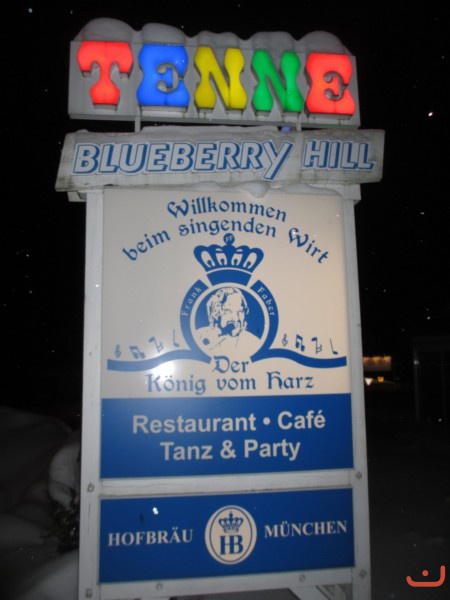 TENNE
BLUEBERRY HILL
Willkommen
beim singenden Wirt
Frank Faber
Der
König vom Harz
Restaurant • Café
Tanz & Party
HOFBRÄU HB MÜNCHEN